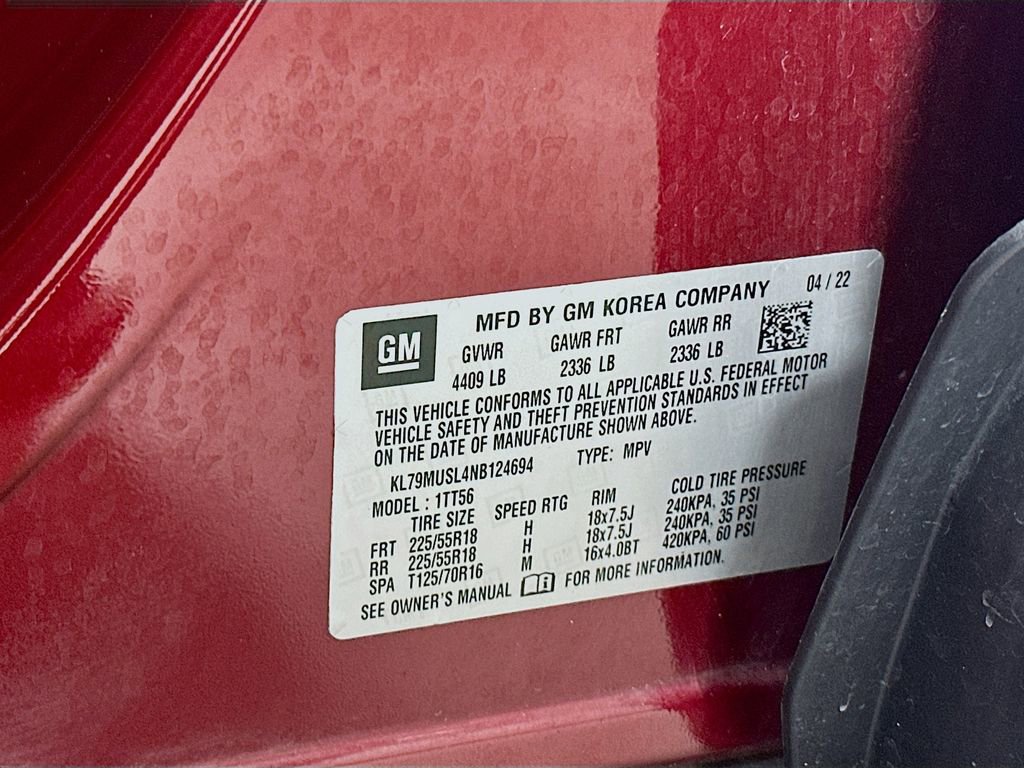 MFD BY GM KOREA COMPANY 04 / 22
GM GVWR GAWR FRT GAWR RR
4409 LB 2336 LB 2336 LB
THIS VEHICLE CONFORMS TO ALL APPLICABLE U.S. FEDERAL MOTOR
VEHICLE SAFETY AND THEFT PREVENTION STANDARDS IN EFFECT
ON THE DATE OF MANUFACTURE SHOWN ABOVE.
KL79MUSL4NB124694 TYPE: MPV
MODEL : 1TT56
TIRE SIZE SPEED RTG RIM COLD TIRE PRESSURE
FRT 225/55R18 H 18x7.5J 240KPA, 35 PSI
RR 225/55R18 H 18x7.5J 240KPA, 35 PSI
SPA T125/70R16 M 16x4.0BT 420KPA, 60 PSI
SEE OWNER'S MANUAL i FOR MORE INFORMATION.